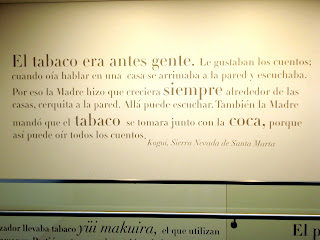 El tabaco era antes gente. Le gustaban los cuentos;
cuando oía hablar en una casa se arrimaba a la pared y escuchaba.
Por eso la Madre hizo que creciera siempre alrededor de las
casas, cerquita a la pared. Allá puede escuchar. También la Madre
mandó que el tabaco se tomara junto con la coca, porque
así puede oír todos los cuentos.
Kogui, Sierra Nevada de Santa Marta
zador llevaba tabaco yüi makuira, el que utilizan
El p